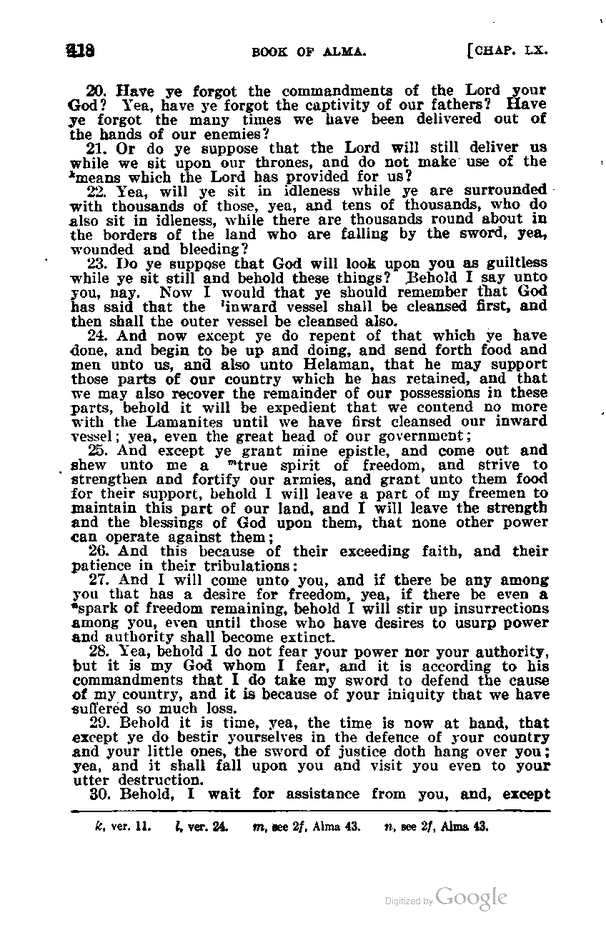 418 BOOK OF ALMA. [CHAP. LX.
20. Have ye forgot the commandments of the Lord your
God? Yea, have ye forgot the captivity of our fathers? Have
ye forgot the many times we have been delivered out of
the hands of our enemies?
21. Or do ye suppose that the Lord will still deliver us
while we sit upon our thrones, and do not make use of the
ᵏmeans which the Lord has provided for us?
22. Yea, will ye sit in idleness while ye are surrounded
with thousands of those, yea, and tens of thousands, who do
also sit in idleness, while there are thousands round about in
the borders of the land who are falling by the sword, yea,
wounded and bleeding?
23. Do ye suppose that God will look upon you as guiltless
while ye sit still and behold these things? Behold I say unto
you, nay. Now I would that ye should remember that God
has said that the ˡinward vessel shall be cleansed first, and
then shall the outer vessel be cleansed also.
24. And now except ye do repent of that which ye have
done, and begin to be up and doing, and send forth food and
men unto us, and also unto Helaman, that he may support
those parts of our country which he has retained, and that
we may also recover the remainder of our possessions in these
parts, behold it will be expedient that we contend no more
with the Lamanites until we have first cleansed our inward
vessel; yea, even the great head of our government;
25. And except ye grant mine epistle, and come out and
shew unto me a ᵐtrue spirit of freedom, and strive to
strengthen and fortify our armies, and grant unto them food
for their support, behold I will leave a part of my freemen to
maintain this part of our land, and I will leave the strength
and the blessings of God upon them, that none other power
can operate against them;
26. And this because of their exceeding faith, and their
patience in their tribulations:
27. And I will come unto you, and if there be any among
you that has a desire for freedom, yea, if there be even a
ⁿspark of freedom remaining, behold I will stir up insurrections
among you, even until those who have desires to usurp power
and authority shall become extinct.
28. Yea, behold I do not fear your power nor your authority,
but it is my God whom I fear, and it is according to his
commandments that I do take my sword to defend the cause
of my country, and it is because of your iniquity that we have
suffered so much loss.
29. Behold it is time, yea, the time is now at hand, that
except ye do bestir yourselves in the defence of your country
and your little ones, the sword of justice doth hang over you;
yea, and it shall fall upon you and visit you even to your
utter destruction.
30. Behold, I wait for assistance from you, and, except
k, ver. 11. l, ver. 24. m, see 2f, Alma 43. n, see 2f, Alma 43.
Digitized by Google